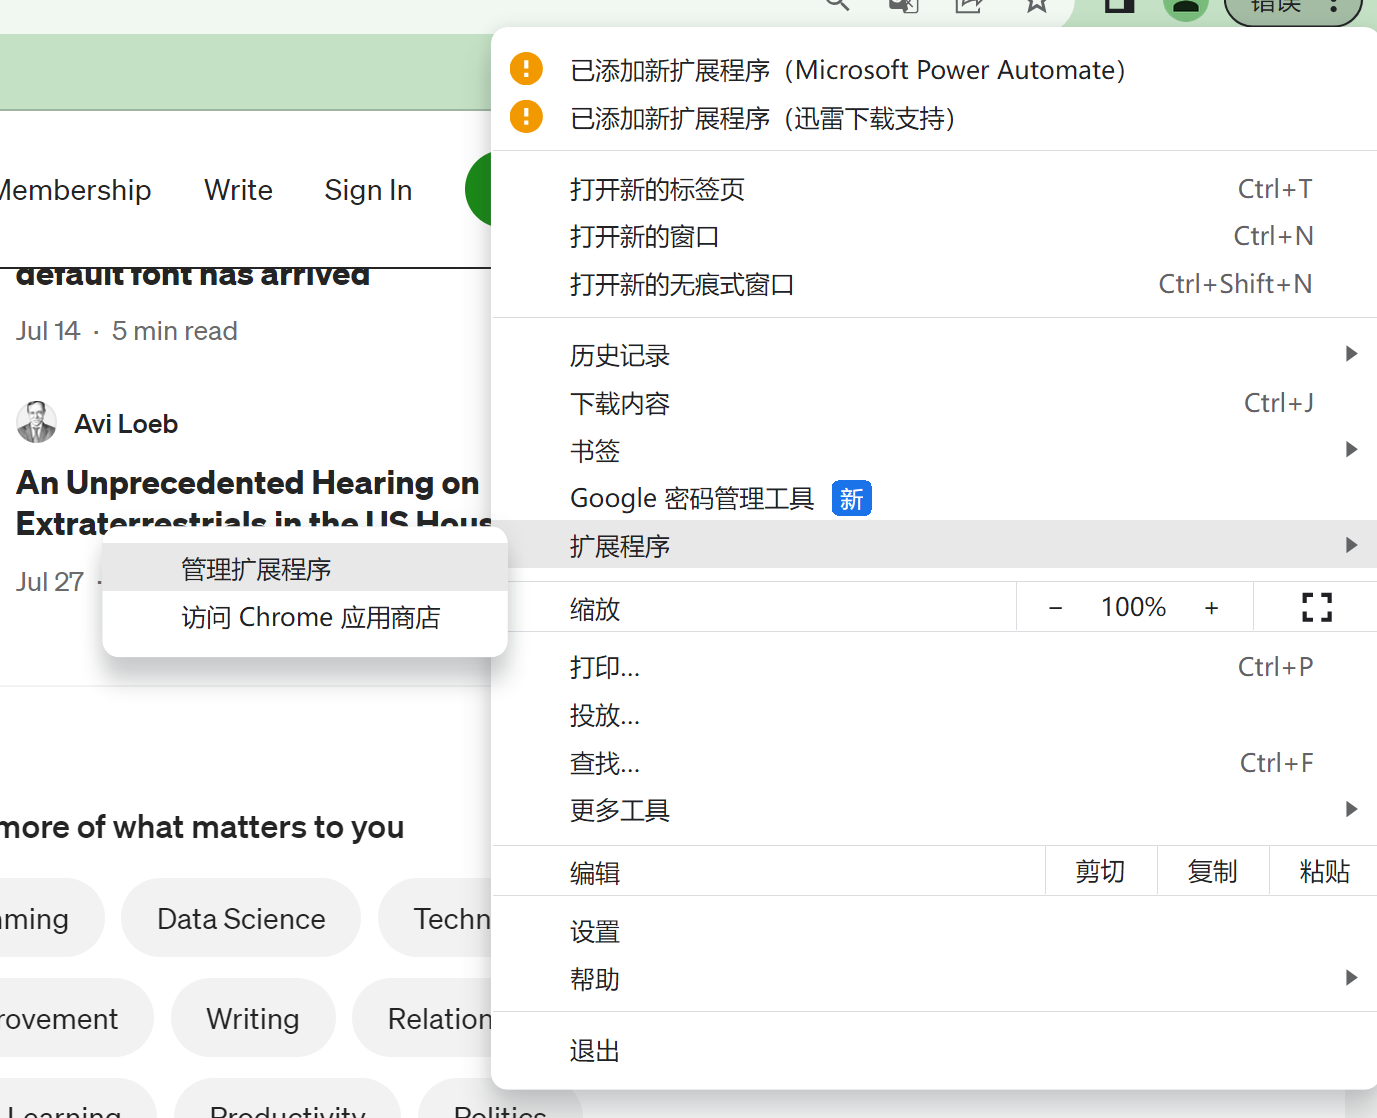 错误
已添加新扩展程序（Microsoft Power Automate）
已添加新扩展程序（迅雷下载支持）
Membership Write Sign In
打开新的标签页 Ctrl+T
打开新的窗口 Ctrl+N
打开新的无痕式窗口 Ctrl+Shift+N
default font has arrived
Jul 14 · 5 min read
历史记录
下载内容 Ctrl+J
书签
Google 密码管理工具 新
扩展程序
Avi Loeb
An Unprecedented Hearing on
Extraterrestrials in the US Hous
Jul 27 ·
管理扩展程序
访问 Chrome 应用商店
缩放 − 100% +
打印... Ctrl+P
投放...
查找... Ctrl+F
更多工具
编辑 剪切 复制 粘贴
设置
帮助
退出
more of what matters to you
mming Data Science Techn
rovement Writing Relation
Learning Productivity Politics